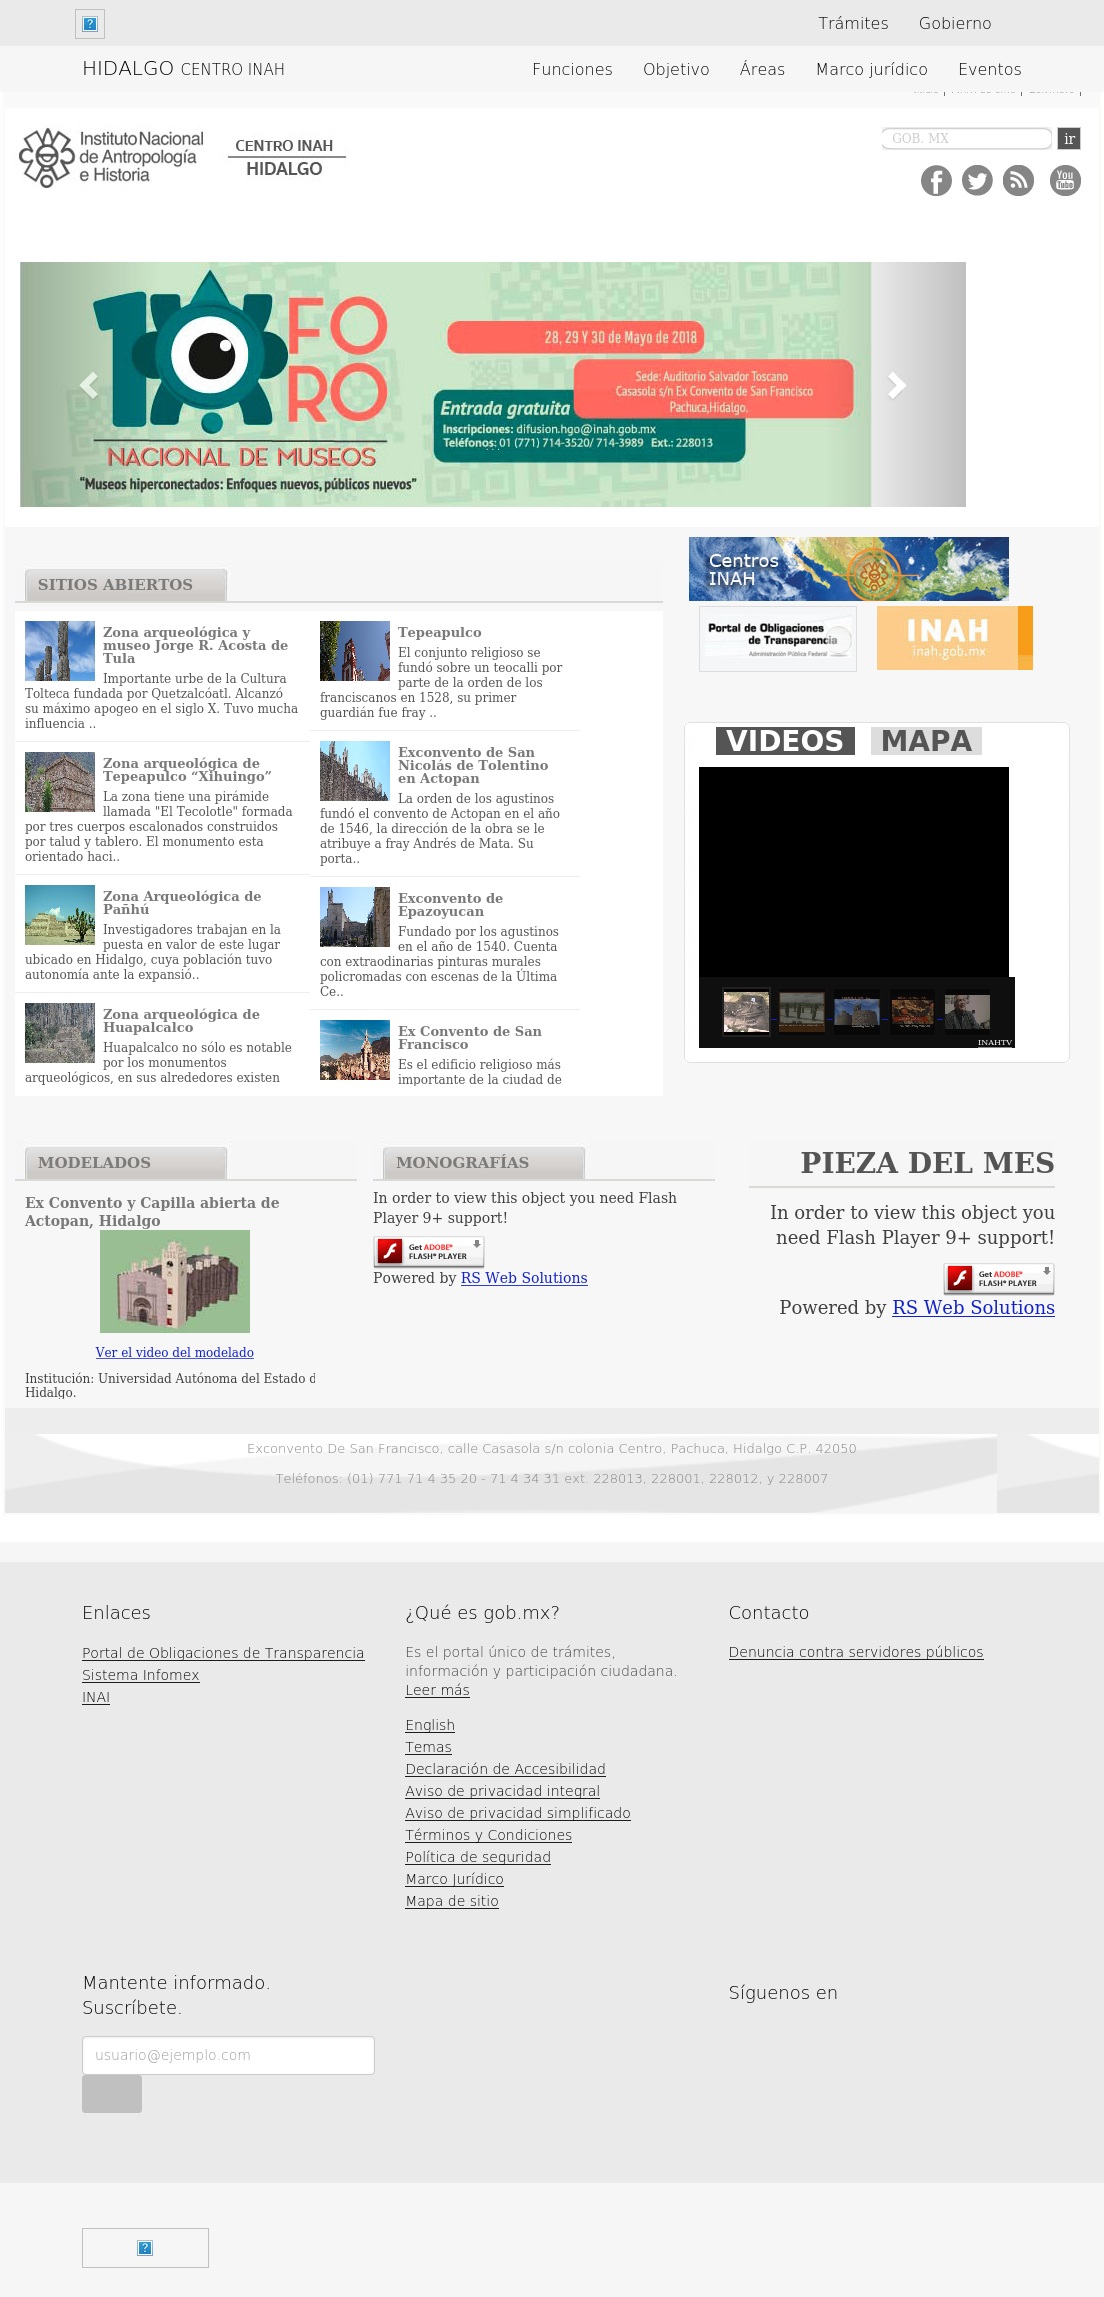 Trámites Gobierno
HIDALGO CENTRO INAH
Funciones Objetivo Áreas Marco jurídico Eventos
Instituto Nacional
de Antropología
e Historia
CENTRO INAH
HIDALGO
GOB. MX
ir
You
Tube
10 FORO
NACIONAL DE MUSEOS
“Museos hiperconectados: Enfoques nuevos, públicos nuevos”
28, 29 Y 30 de Mayo de 2018
Sede: Auditorio Salvador Toscano
Casasola s/n Ex Convento de San Francisco
Pachuca,Hidalgo.
Entrada gratuita
Inscripciones: difusion.hgo@inah.gob.mx
Teléfonos: 01 (771) 714-3520/ 714-3989 Ext.: 228013
SITIOS ABIERTOS
Zona arqueológica y
museo Jorge R. Acosta de
Tula
Importante urbe de la Cultura
Tolteca fundada por Quetzalcóatl. Alcanzó
su máximo apogeo en el siglo X. Tuvo mucha
influencia ..
Zona arqueológica de
Tepeapulco “Xihuingo”
La zona tiene una pirámide
llamada "El Tecolotle" formada
por tres cuerpos escalonados construidos
por talud y tablero. El monumento esta
orientado haci..
Zona Arqueológica de
Pañhú
Investigadores trabajan en la
puesta en valor de este lugar
ubicado en Hidalgo, cuya población tuvo
autonomía ante la expansió..
Zona arqueológica de
Huapalcalco
Huapalcalco no sólo es notable
por los monumentos
arqueológicos, en sus alrededores existen
Tepeapulco
El conjunto religioso se
fundó sobre un teocalli por
parte de la orden de los
franciscanos en 1528, su primer
guardián fue fray ..
Exconvento de San
Nicolás de Tolentino
en Actopan
La orden de los agustinos
fundó el convento de Actopan en el año
de 1546, la dirección de la obra se le
atribuye a fray Andrés de Mata. Su
porta..
Exconvento de
Epazoyucan
Fundado por los agustinos
en el año de 1540. Cuenta
con extraodinarias pinturas murales
policromadas con escenas de la Última
Ce..
Ex Convento de San
Francisco
Es el edificio religioso más
importante de la ciudad de
Centros
INAH
Portal de Obligaciones
de Transparencia
Administración Pública Federal
INAH
inah.gob.mx
VIDEOS MAPA
INAHTV
MODELADOS
Ex Convento y Capilla abierta de
Actopan, Hidalgo
Ver el video del modelado
Institución: Universidad Autónoma del Estado d
Hidalgo.
MONOGRAFÍAS
In order to view this object you need Flash
Player 9+ support!
Get ADOBE®
FLASH® PLAYER
Powered by RS Web Solutions
PIEZA DEL MES
In order to view this object you
need Flash Player 9+ support!
Get ADOBE®
FLASH® PLAYER
Powered by RS Web Solutions
Exconvento De San Francisco, calle Casasola s/n colonia Centro, Pachuca, Hidalgo C.P. 42050
Teléfonos: (01) 771 71 4 35 20 - 71 4 34 31 ext. 228013, 228001, 228012, y 228007
Enlaces
Portal de Obligaciones de Transparencia
Sistema Infomex
INAI
¿Qué es gob.mx?
Es el portal único de trámites,
información y participación ciudadana.
Leer más
English
Temas
Declaración de Accesibilidad
Aviso de privacidad integral
Aviso de privacidad simplificado
Términos y Condiciones
Política de seguridad
Marco Jurídico
Mapa de sitio
Contacto
Denuncia contra servidores públicos
Mantente informado.
Suscríbete.
usuario@ejemplo.com
Síguenos en